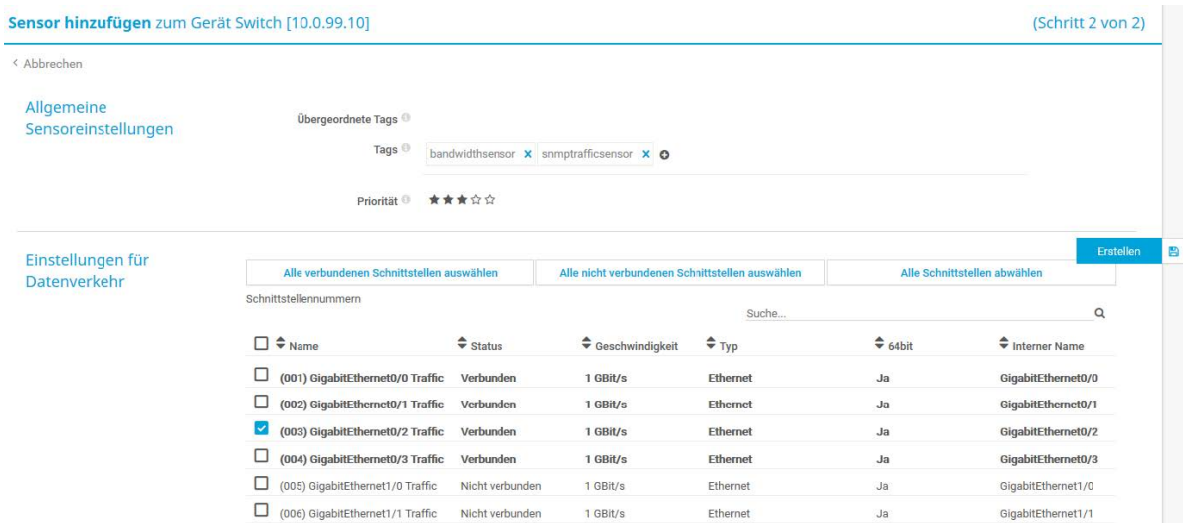 Sensor hinzufügen zum Gerät Switch [10.0.99.10] (Schritt 2 von 2)
Abbrechen
Allgemeine
Sensoreinstellungen
Übergeordnete Tags
Tags bandwidthsensor x snmptrafficsensor x
Priorität
Erstellen
Einstellungen für
Datenverkehr
Alle verbundenen Schnittstellen auswählen Alle nicht verbundenen Schnittstellen auswählen Alle Schnittstellen abwählen
Schnittstellennummern
Suche...
Name Status Geschwindigkeit Typ 64bit Interner Name
(001) GigabitEthernet0/0 Traffic Verbunden 1 GBit/s Ethernet Ja GigabitEthernet0/0
(002) GigabitEthernet0/1 Traffic Verbunden 1 GBit/s Ethernet Ja GigabitEthernet0/1
(003) GigabitEthernet0/2 Traffic Verbunden 1 GBit/s Ethernet Ja GigabitEthernet0/2
(004) GigabitEthernet0/3 Traffic Verbunden 1 GBit/s Ethernet Ja GigabitEthernet0/3
(005) GigabitEthernet1/0 Traffic Nicht verbunden 1 GBit/s Ethernet Ja GigabitEthernet1/0
(006) GigabitEthernet1/1 Traffic Nicht verbunden 1 GBit/s Ethernet Ja GigabitEthernet1/1